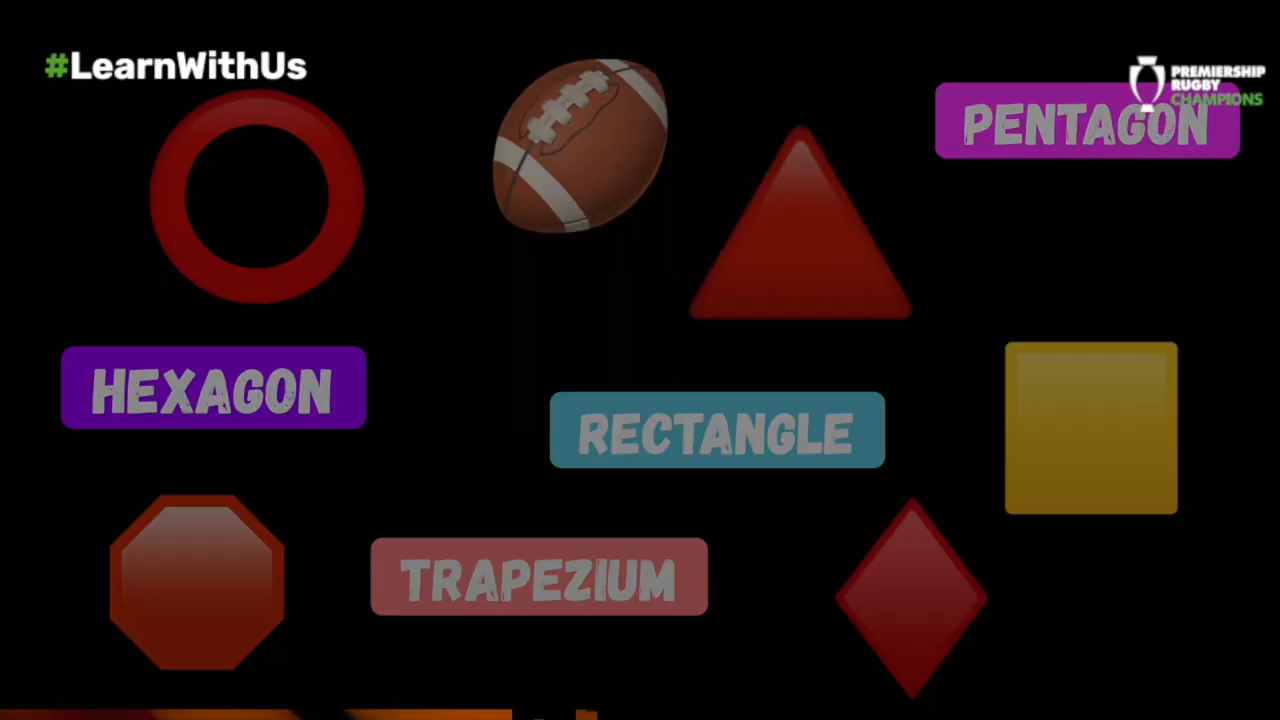 #LearnWithUs
PREMIERSHIP
RUGBY
CHAMPIONS
PENTAGON
HEXAGON
RECTANGLE
TRAPEZIUM